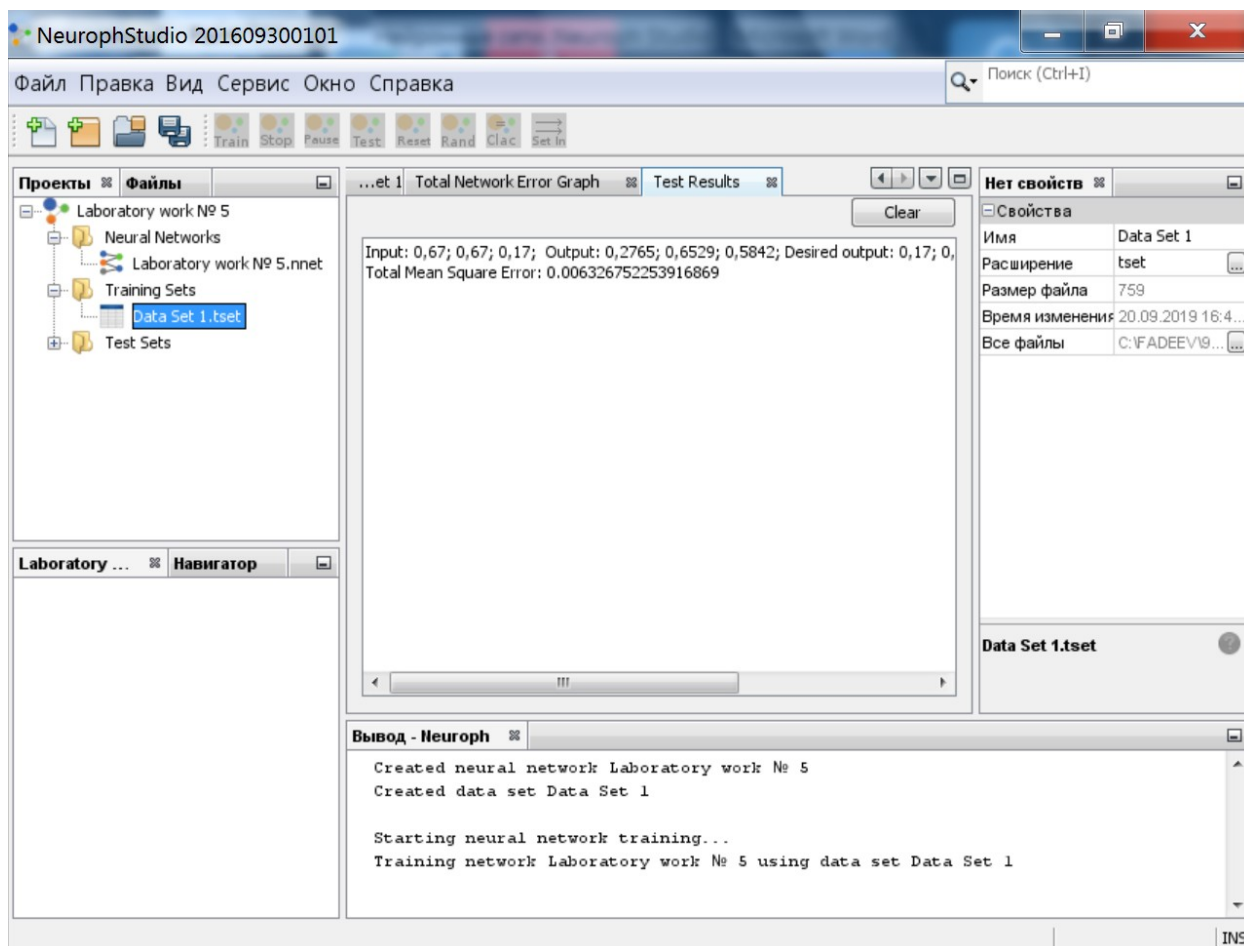 NeurophStudio 201609300101
Файл Правка Вид Сервис Окно Справка
Поиск (Ctrl+I)
Train Stop Pause Test Reset Rand Clac Set In
Проекты Файлы
Laboratory work № 5
Neural Networks
Laboratory work № 5.nnet
Training Sets
Data Set 1.tset
Test Sets
Laboratory ... Навигатор
...et 1 Total Network Error Graph Test Results
Clear
Input: 0,67; 0,67; 0,17; Output: 0,2765; 0,6529; 0,5842; Desired output: 0,17; 0,
Total Mean Square Error: 0.006326752253916869
Нет свойств
Свойства
Имя Data Set 1
Расширение tset ...
Размер файла 759
Время изменения 20.09.2019 16:4...
Все файлы C:\FADEEV\9... ...
Data Set 1.tset
Вывод - Neuroph
Created neural network Laboratory work № 5
Created data set Data Set 1
Starting neural network training...
Training network Laboratory work № 5 using data set Data Set 1